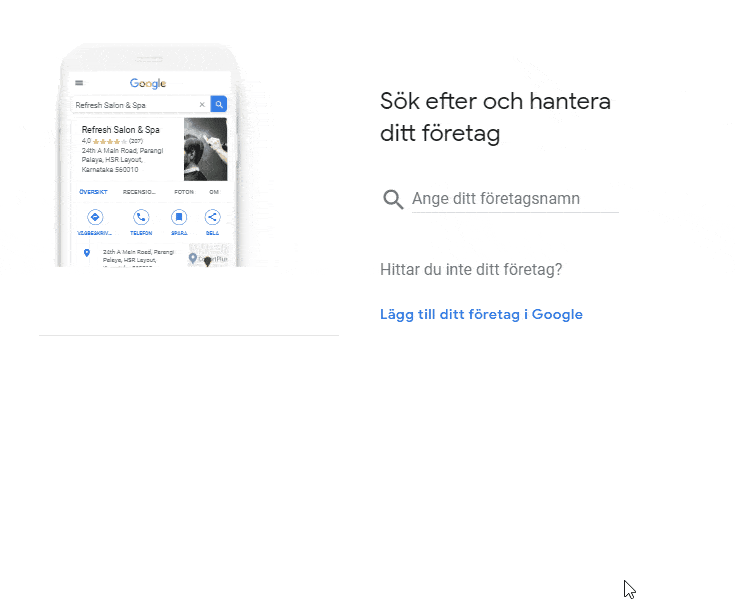 Google
Refresh Salon & Spa
Refresh Salon & Spa
4,0 (207)
24th A Main Road, Parangi
Palaya, HSR Layout,
Karnataka 560010
ÖVERSIKT RECENSIO... FOTON OM
VÄGBESKRIV... TELEFON SPARA DELA
24th A Main Road, Parangi
Palaya, HSR Layout,
Sök efter och hantera
ditt företag
Ange ditt företagsnamn
Hittar du inte ditt företag?
Lägg till ditt företag i Google